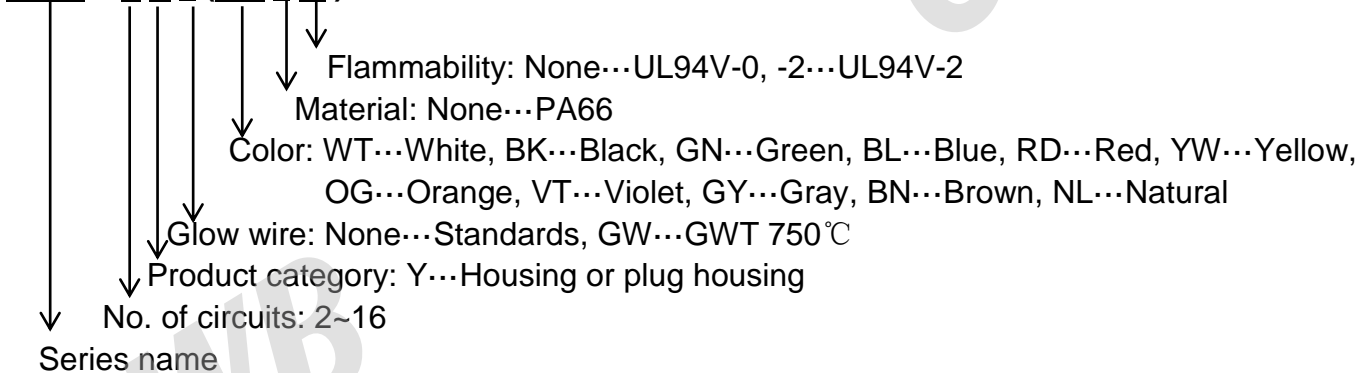 Flammability: None···UL94V-0, -2···UL94V-2
Material: None···PA66
Color: WT···White, BK···Black, GN···Green, BL···Blue, RD···Red, YW···Yellow,
OG···Orange, VT···Violet, GY···Gray, BN···Brown, NL···Natural
Glow wire: None···Standards, GW···GWT 750℃
Product category: Y···Housing or plug housing
No. of circuits: 2~16
Series name